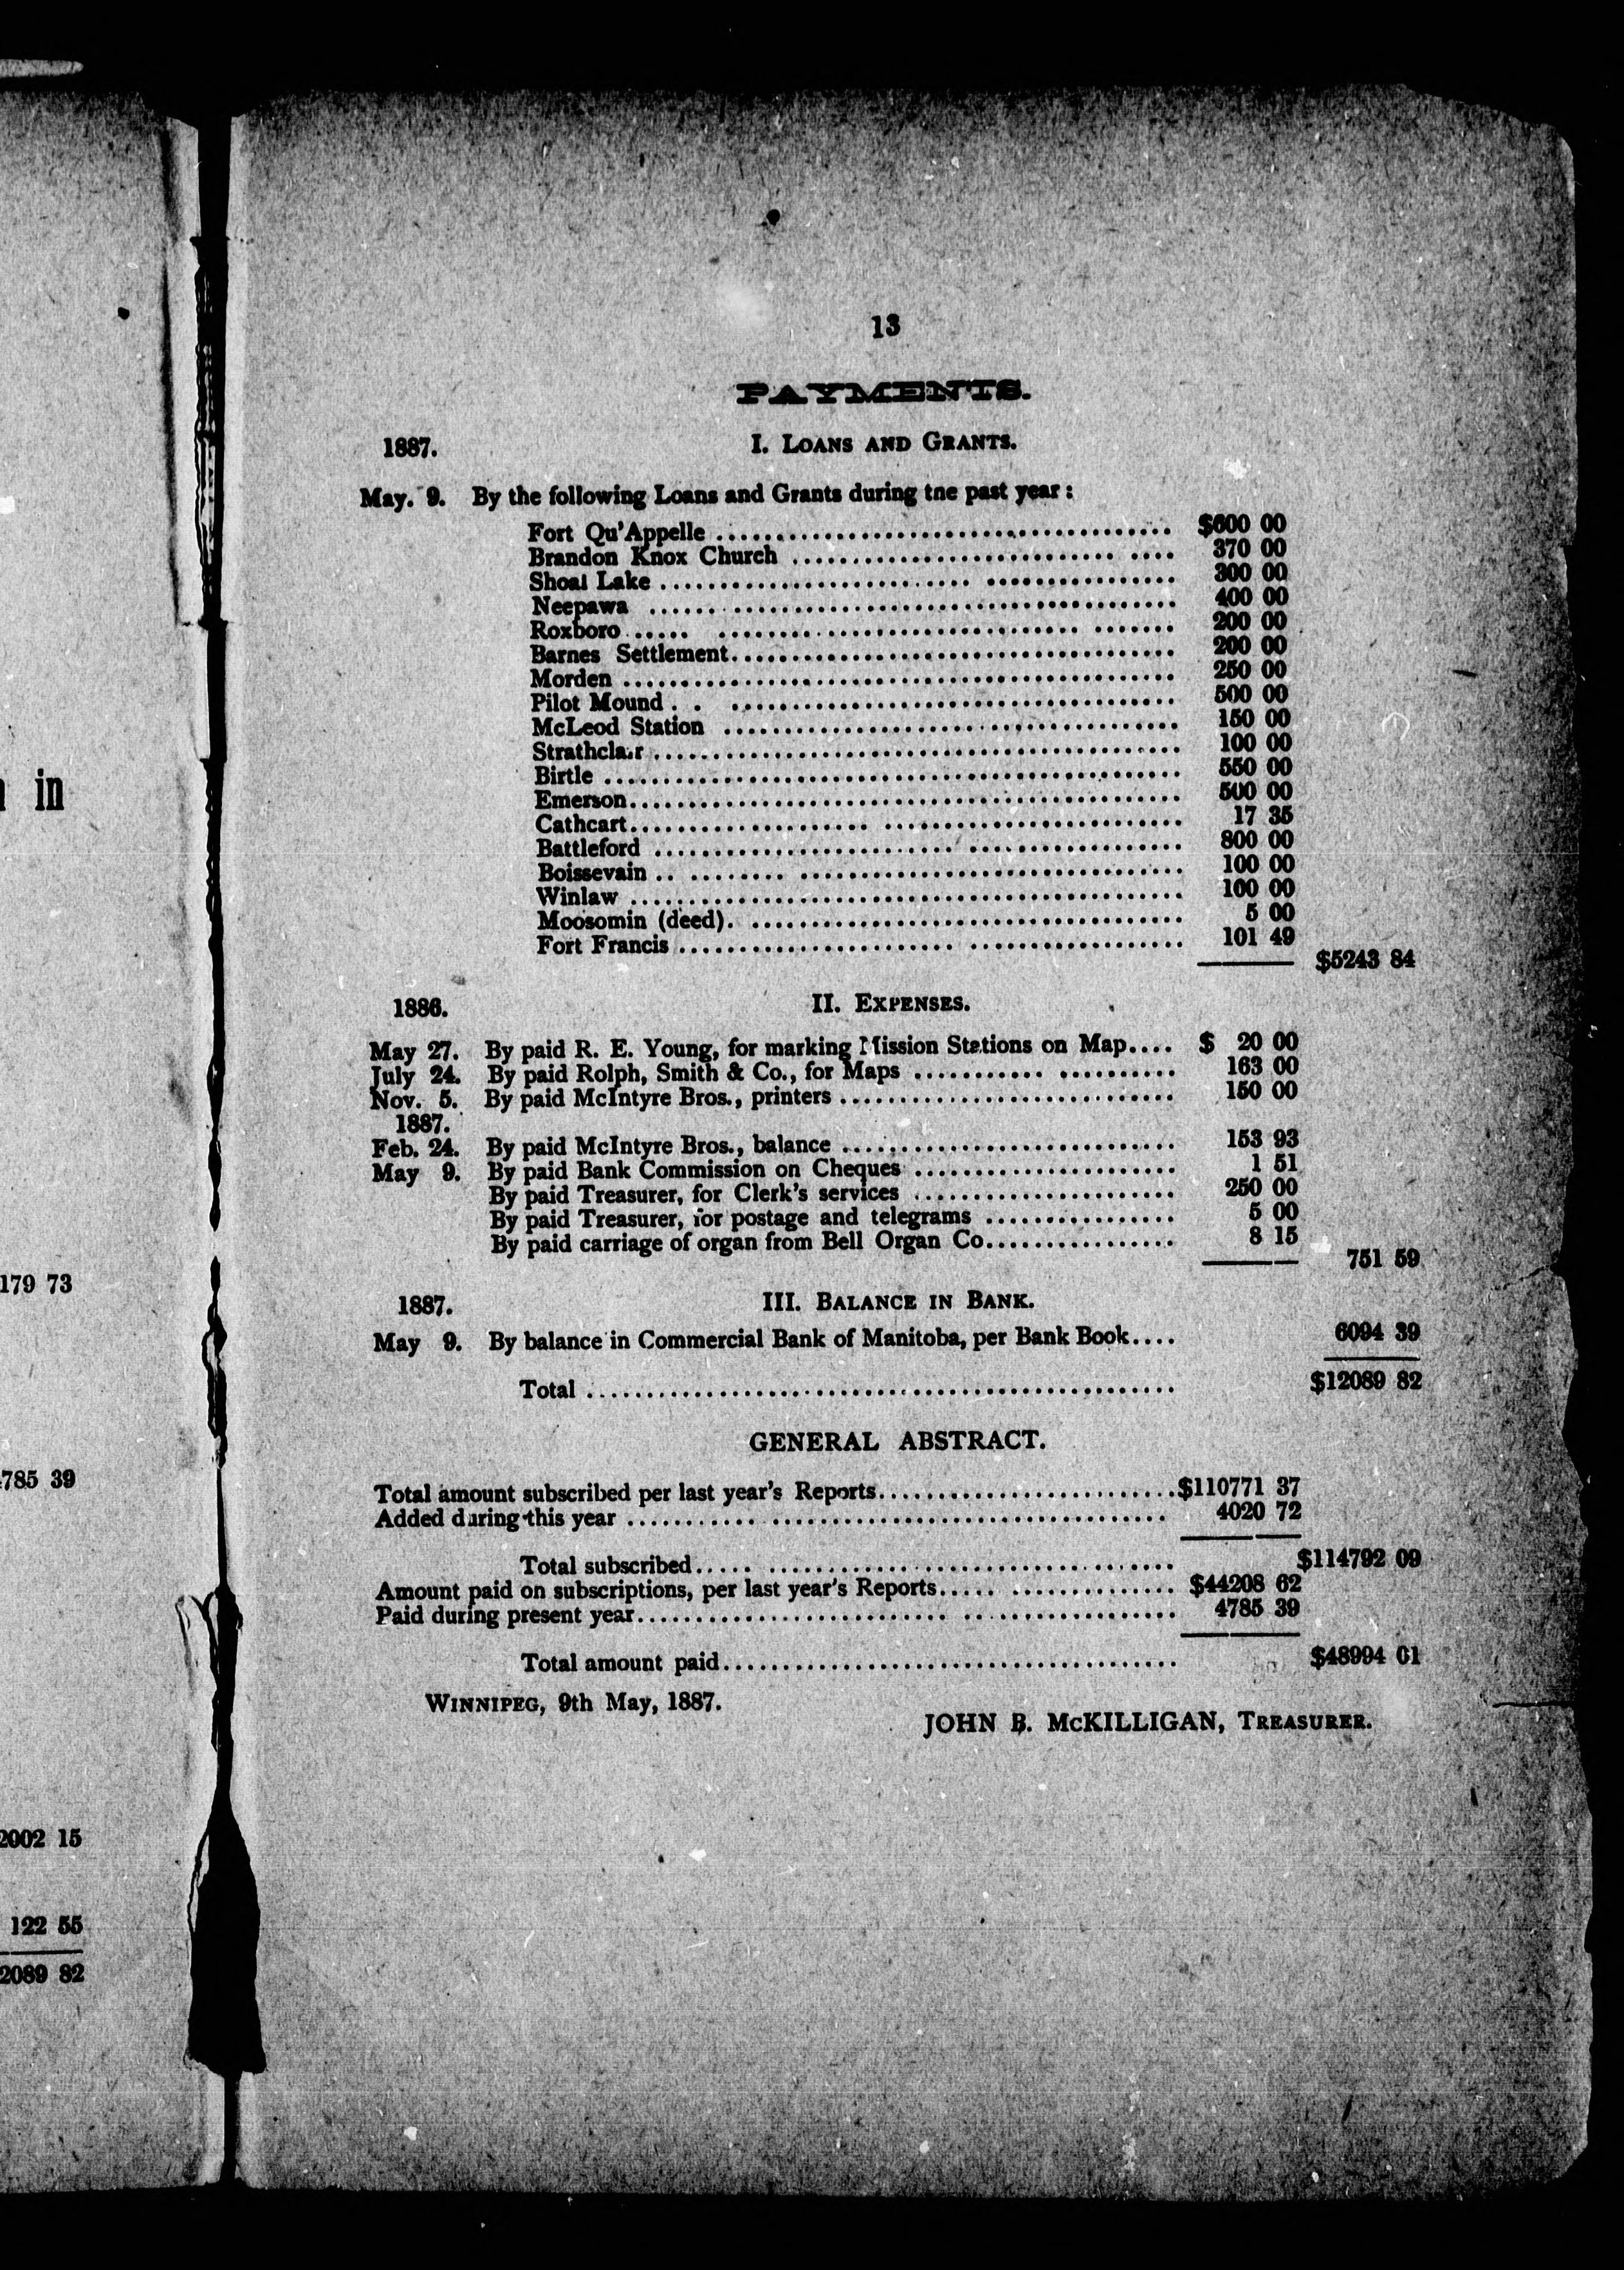 in
179 73
785 39
2002 15
122 55
2089 82
13
PAYMENTS.
1887. I. LOANS AND GRANTS.
May. 9. By the following Loans and Grants during tne past year:
Fort Qu'Appelle ........................................ $600 00
Brandon Knox Church ........................................ 370 00
Shoal Lake ........................................ 300 00
Neepawa ........................................ 400 00
Roxboro ........................................ 200 00
Barnes Settlement ........................................ 200 00
Morden ........................................ 250 00
Pilot Mound ........................................ 500 00
McLeod Station ........................................ 150 00
Strathclair ........................................ 100 00
Birtle ........................................ 550 00
Emerson ........................................ 500 00
Cathcart ........................................ 17 35
Battleford ........................................ 800 00
Boissevain ........................................ 100 00
Winlaw ........................................ 100 00
Moosomin (deed) ........................................ 5 00
Fort Francis ........................................ 101 49
$5243 84
1886. II. EXPENSES.
May 27. By paid R. E. Young, for marking Mission Stations on Map.... $ 20 00
July 24. By paid Rolph, Smith & Co., for Maps .................... 163 00
Nov. 5. By paid McIntyre Bros., printers .................... 150 00
1887.
Feb. 24. By paid McIntyre Bros., balance .................... 153 93
May 9. By paid Bank Commission on Cheques .................... 1 51
By paid Treasurer, for Clerk's services .................... 250 00
By paid Treasurer, for postage and telegrams ................ 5 00
By paid carriage of organ from Bell Organ Co................ 8 15
751 59
1887. III. BALANCE IN BANK.
May 9. By balance in Commercial Bank of Manitoba, per Bank Book.... 6094 39
Total ........................................ $12089 82
GENERAL ABSTRACT.
Total amount subscribed per last year's Reports.........................$110771 37
Added during this year ........................................ 4020 72
Total subscribed........................................ $114792 09
Amount paid on subscriptions, per last year's Reports.................... $44208 62
Paid during present year........................................ 4785 39
Total amount paid........................................ $48994 01
WINNIPEG, 9th May, 1887.
JOHN B. McKILLIGAN, TREASURER.